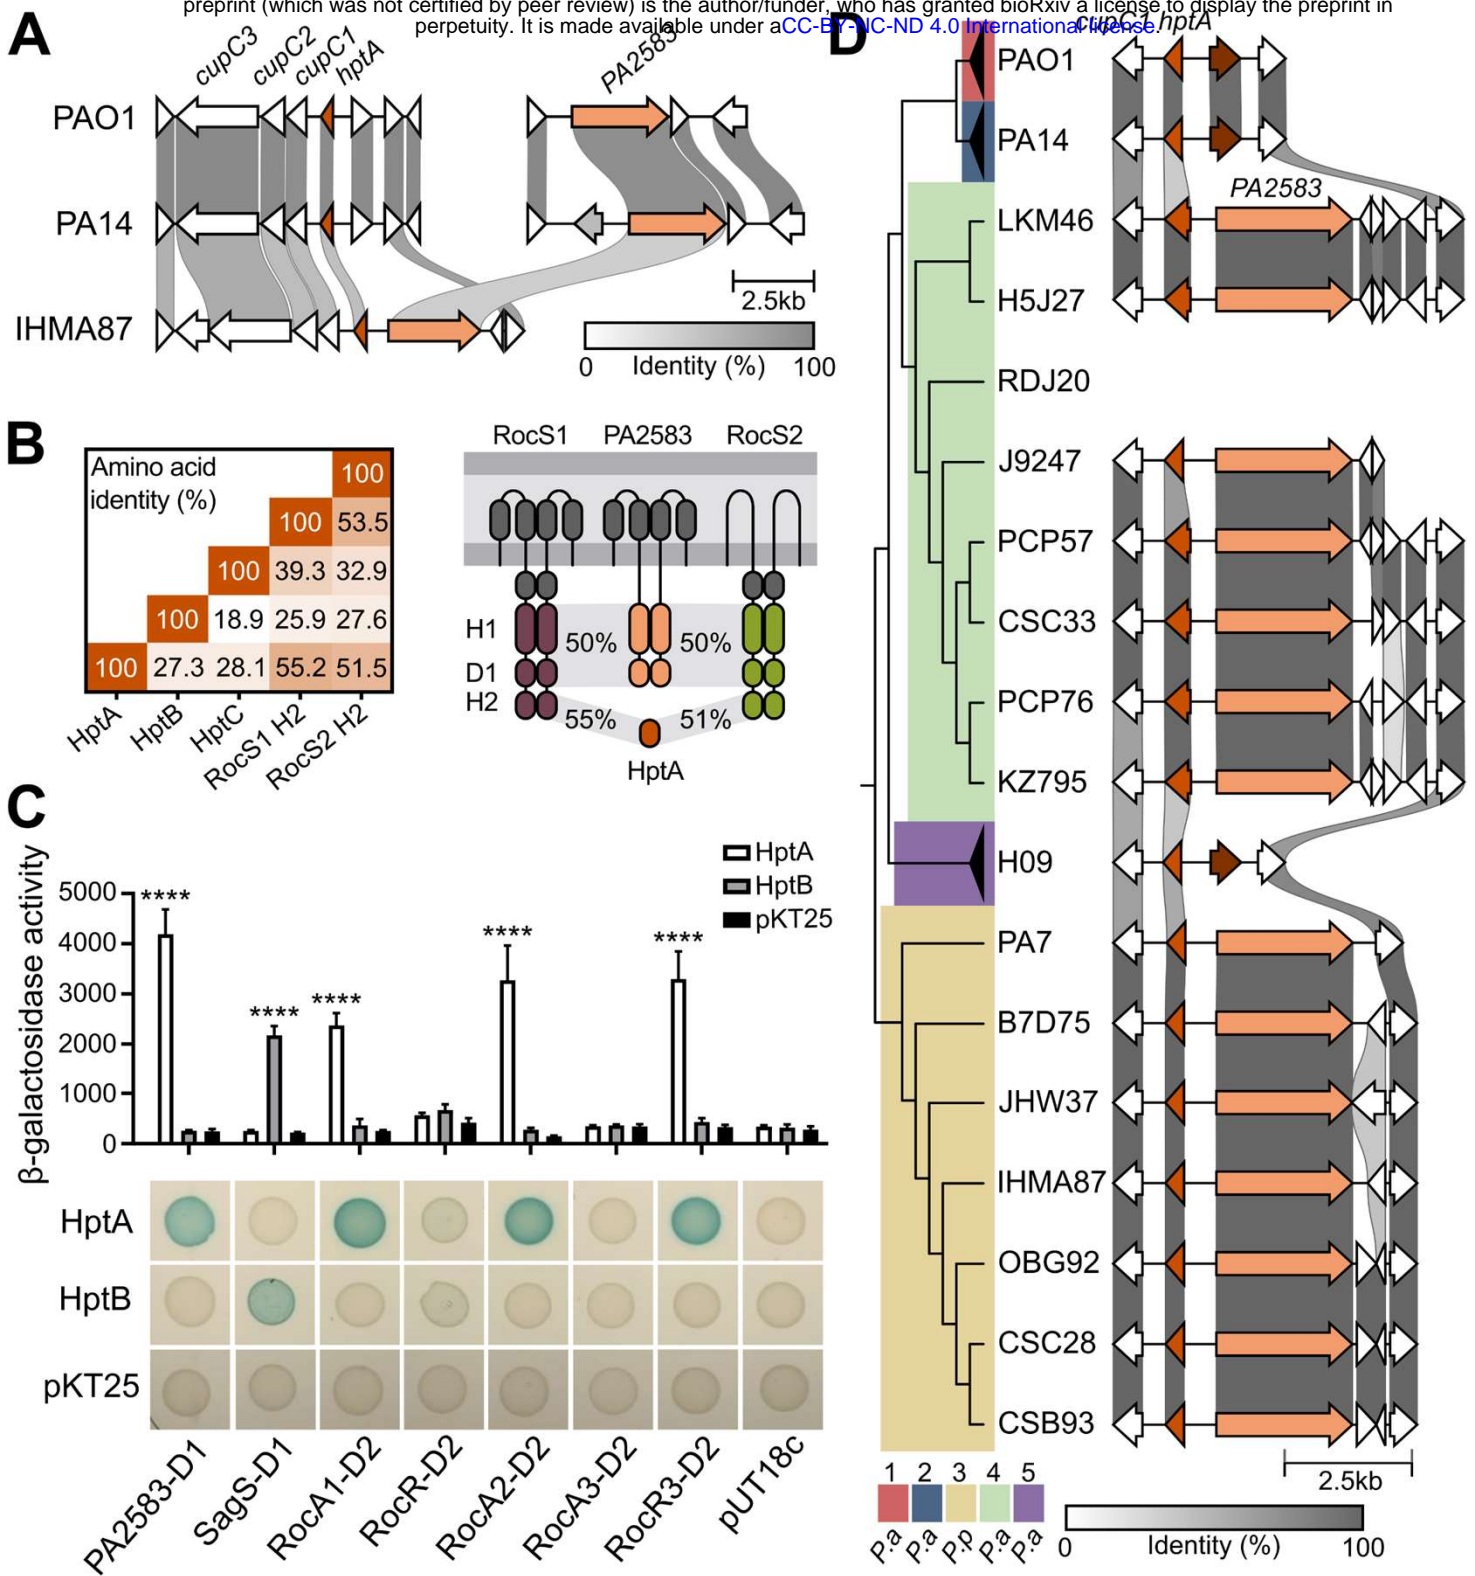 preprint (which was not certified by peer review) is the author/funder, who has granted bioRxiv a license to display the preprint in
perpetuity. It is made available under aCC-BY-NC-ND 4.0 International license.
A
cupC3
cupC2
cupC1
hptA
PA2583
PAO1
PA14
IHMA87
2.5kb
0
Identity (%)
100
B
Amino acid
identity (%)
100
100 53.5
100 39.3 32.9
100 18.9 25.9 27.6
100 27.3 28.1 55.2 51.5
HptA
HptB
HptC
RocS1 H2
RocS2 H2
RocS1 PA2583 RocS2
H1
50% 50%
D1
H2
55% 51%
HptA
C
β-galactosidase activity
5000
4000
3000
2000
1000
0
****
****
****
****
****
HptA
HptB
pKT25
HptA
HptB
pKT25
PA2583-D1
SagS-D1
RocA1-D2
RocR-D2
RocA2-D2
RocA3-D2
RocR3-D2
pUT18c
D
cupC1 hptA
PAO1
PA14
PA2583
LKM46
H5J27
RDJ20
J9247
PCP57
CSC33
PCP76
KZ795
H09
PA7
B7D75
JHW37
IHMA87
OBG92
CSC28
CSB93
2.5kb
1 2 3 4 5
P.a P.a P.p P.a P.a
0 Identity (%) 100